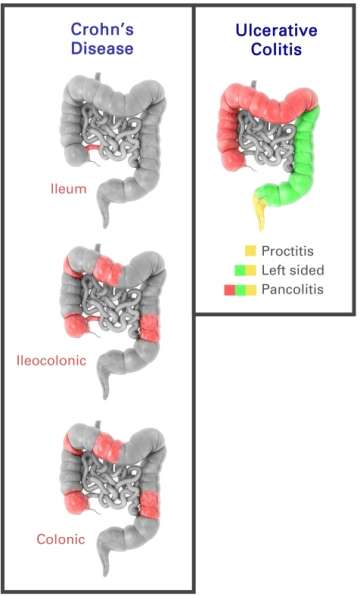 Crohn's
Disease
Ileum
Ileocolonic
Colonic
Ulcerative
Colitis
Proctitis
Left sided
Pancolitis